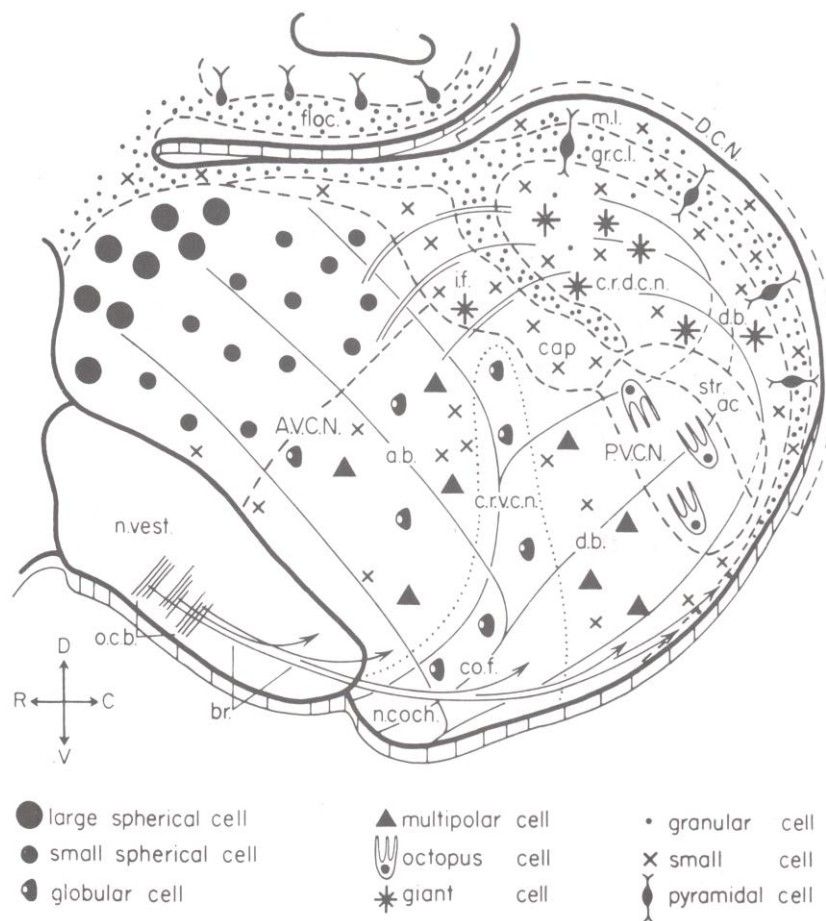 floc.
m.l.
D.C.N.
gr.c.l.
i.f.
c.r.d.c.n.
cap
d.b.
str.
ac.
A.V.C.N.
a.b.
P.V.C.N.
c.r.v.c.n.
n.vest.
d.b.
o.c.b.
co.f.
D
R C
V
br.
n.coch.
large spherical cell
small spherical cell
globular cell
multipolar cell
octopus cell
giant cell
granular cell
small cell
pyramidal cell